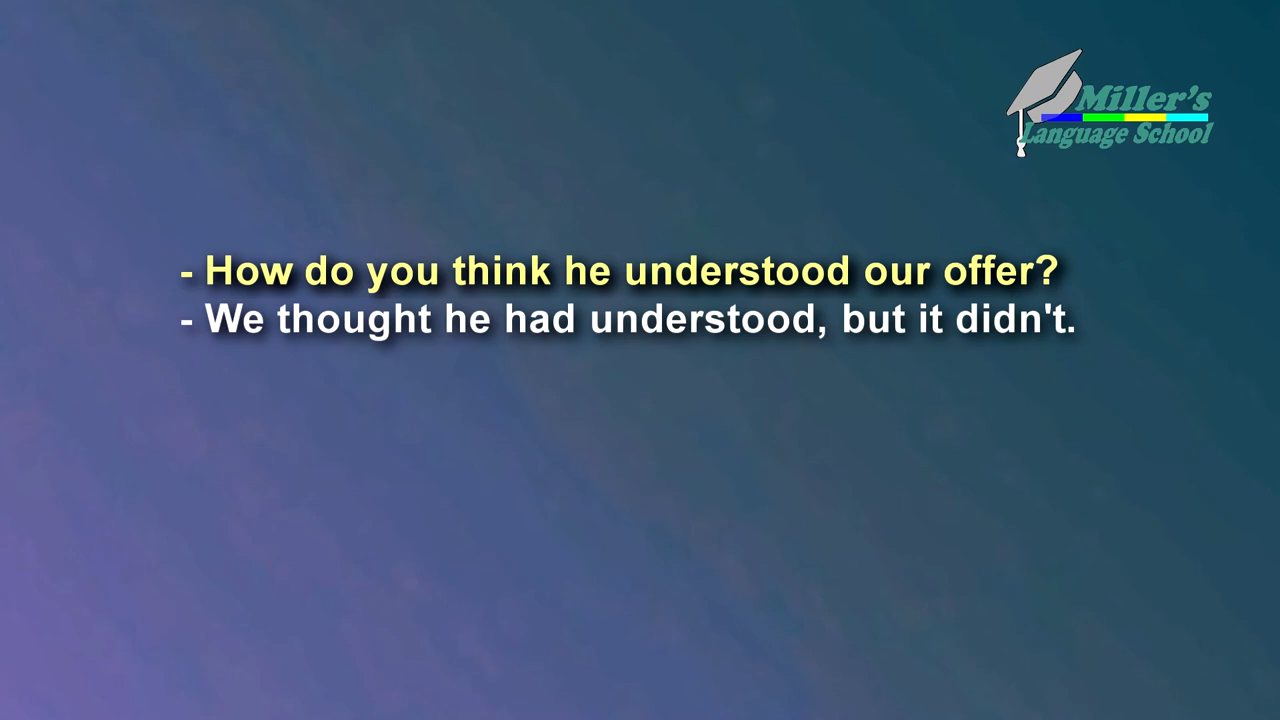 Miller's
Language School
- How do you think he understood our offer?
- We thought he had understood, but it didn't.